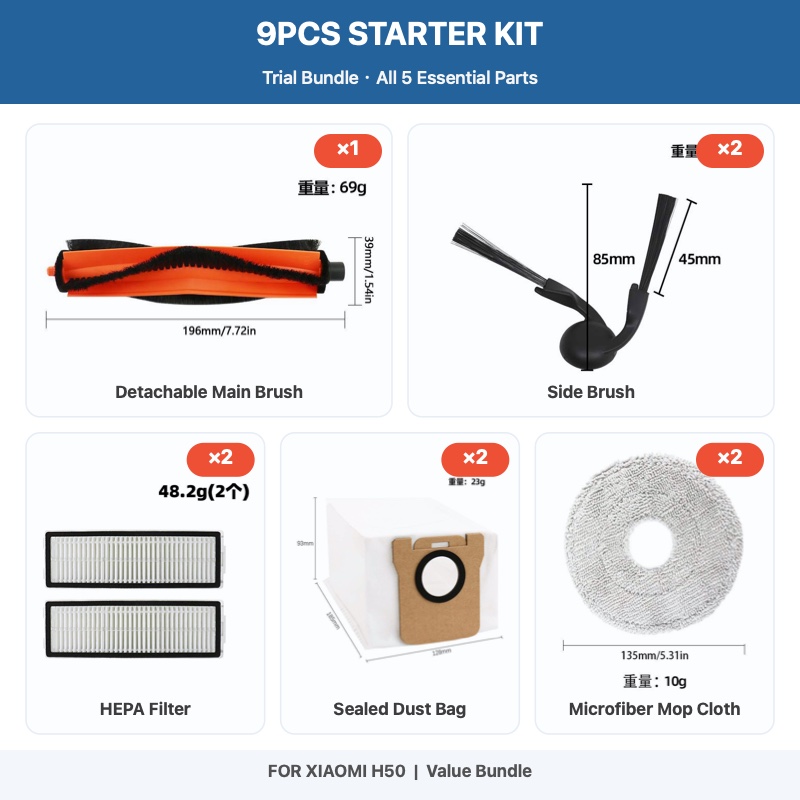 9PCS STARTER KIT
Trial Bundle · All 5 Essential Parts
×1
重量: 69g
39mm/1.54in
196mm/7.72in
Detachable Main Brush
重量
×2
85mm
45mm
Side Brush
×2
48.2g(2个)
HEPA Filter
×2
重量: 23g
93mm
128mm
Sealed Dust Bag
×2
135mm/5.31in
重量: 10g
Microfiber Mop Cloth
FOR XIAOMI H50 | Value Bundle